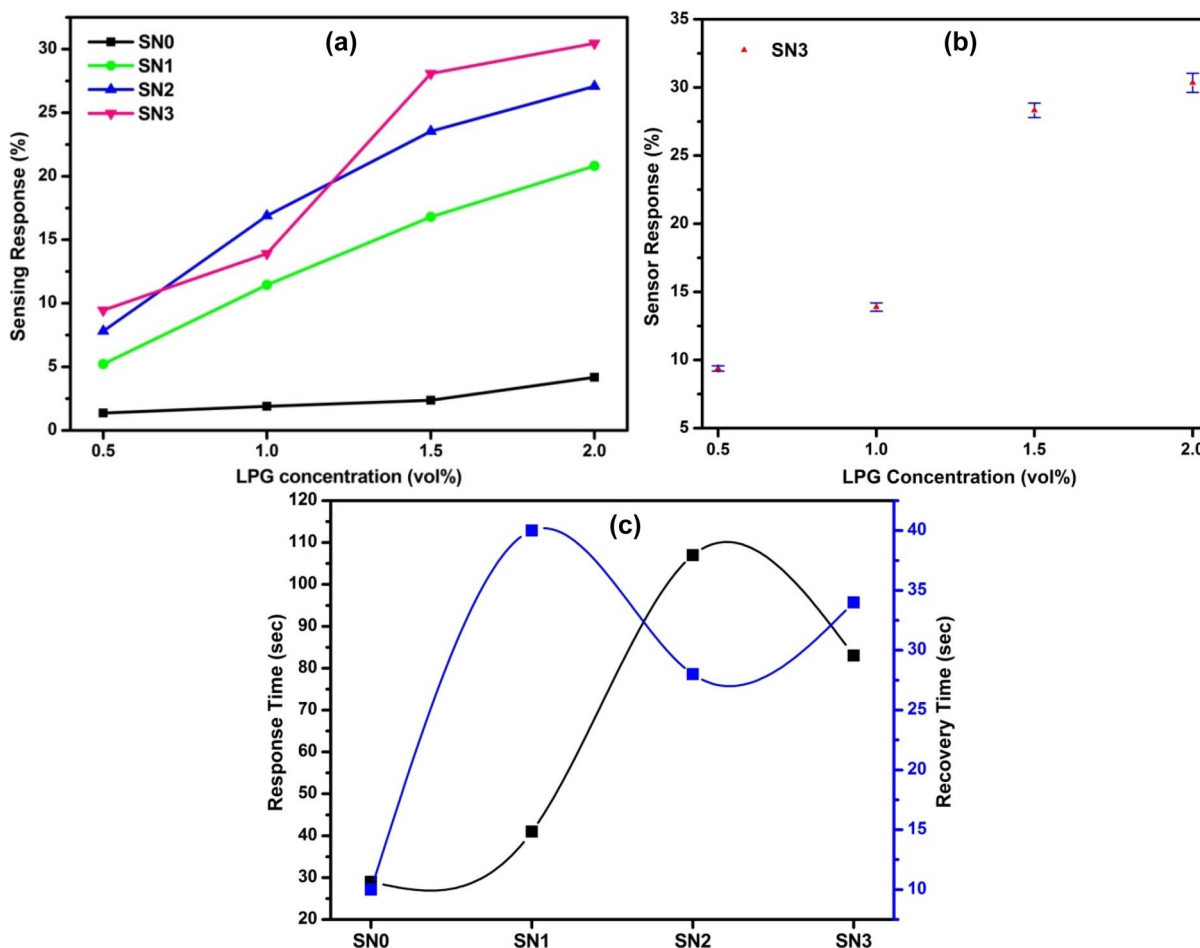 (a)
SN0
SN1
SN2
SN3
Sensing Response (%)
30
25
20
15
10
5
0
0.5 1.0 1.5 2.0
LPG concentration (vol%)
(b)
SN3
Sensor Response (%)
35
30
25
20
15
10
5
0.5 1.0 1.5 2.0
LPG Concentration (vol%)
(c)
Response Time (sec)
120
110
100
90
80
70
60
50
40
30
20
SN0 SN1 SN2 SN3
40
35
30
25
20
15
10
Recovery Time (sec)